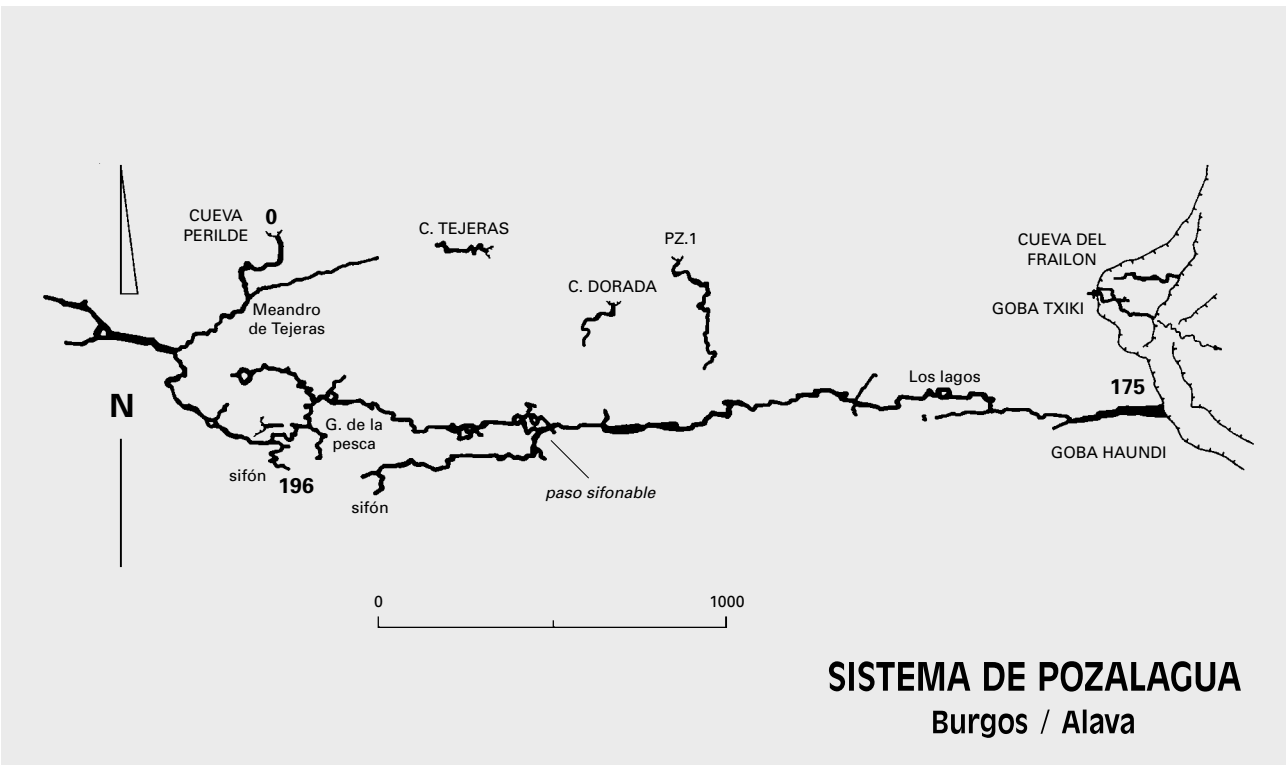 CUEVA
PERILDE
0
C. TEJERAS
PZ.1
C. DORADA
CUEVA DEL
FRAILON
GOBA TXIKI
Meandro
de Tejeras
Los lagos
175
N
G. de la
pesca
GOBA HAUNDI
sifón
196
sifón
paso sifonable
0
1000
SISTEMA DE POZALAGUA
Burgos / Alava